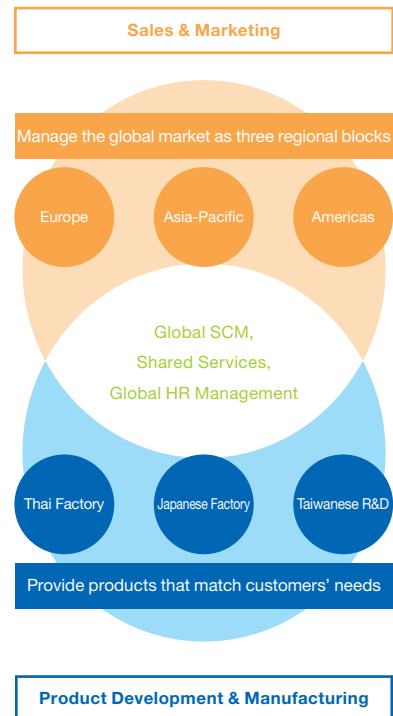 Sales & Marketing
Manage the global market as three regional blocks
Europe
Asia-Pacific
Americas
Global SCM,
Shared Services,
Global HR Management
Thai Factory
Japanese Factory
Taiwanese R&D
Provide products that match customers’ needs
Product Development & Manufacturing